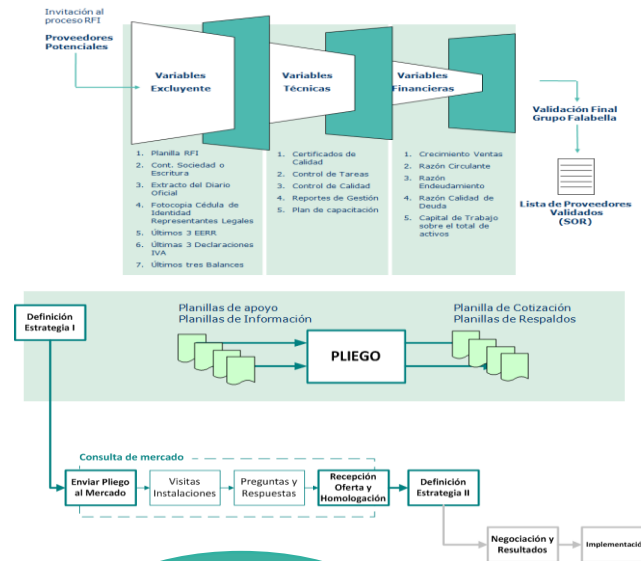 Invitación al
proceso RFI
Proveedores
Potenciales
Variables
Excluyente
Variables
Técnicas
Variables
Financieras
Validación Final
Grupo Falabella
Lista de Proveedores
Validados
(SOR)
1. Planilla RFI
2. Cont. Sociedad o
Escritura
3. Extracto del Diario
Oficial
4. Fotocopia Cédula de
Identidad
Representantes Legales
5. Últimos 3 EERR
6. Últimas 3 Declaraciones
IVA
7. Últimos tres Balances
1. Certificados de
Calidad
2. Control de Tareas
3. Control de Calidad
4. Reportes de Gestión
5. Plan de capacitación
1. Crecimiento Ventas
2. Razón Circulante
3. Razón
Endeudamiento
4. Razón Calidad de
Deuda
5. Capital de Trabajo
sobre el total de
activos
Definición
Estrategia I
Planillas de apoyo
Planillas de Información
PLIEGO
Planilla de Cotización
Planillas de Respaldos
Consulta de mercado
Enviar Pliego
al Mercado
Visitas
Instalaciones
Preguntas y
Respuestas
Recepción
Oferta y
Homologación
Definición
Estrategia II
Negociación y
Resultados
Implementació